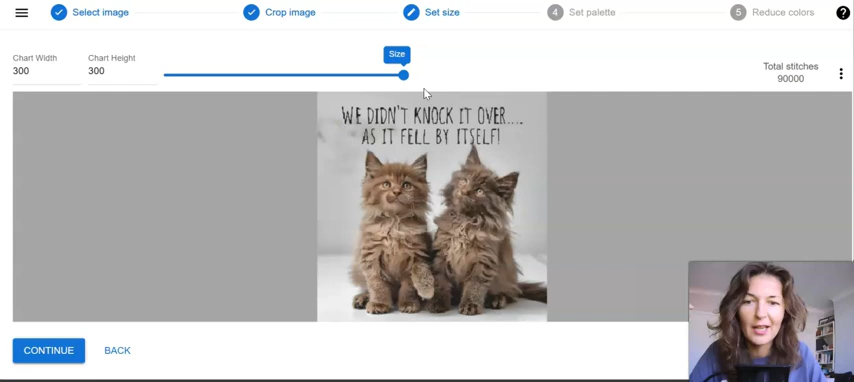 Select image
Crop image
Set size
4 Set palette
5 Reduce colors
?
Size
Chart Width
300
Chart Height
300
Total stitches
90000
WE DIDN'T KNOCK IT OVER....
AS IT FELL BY ITSELF!
CONTINUE
BACK